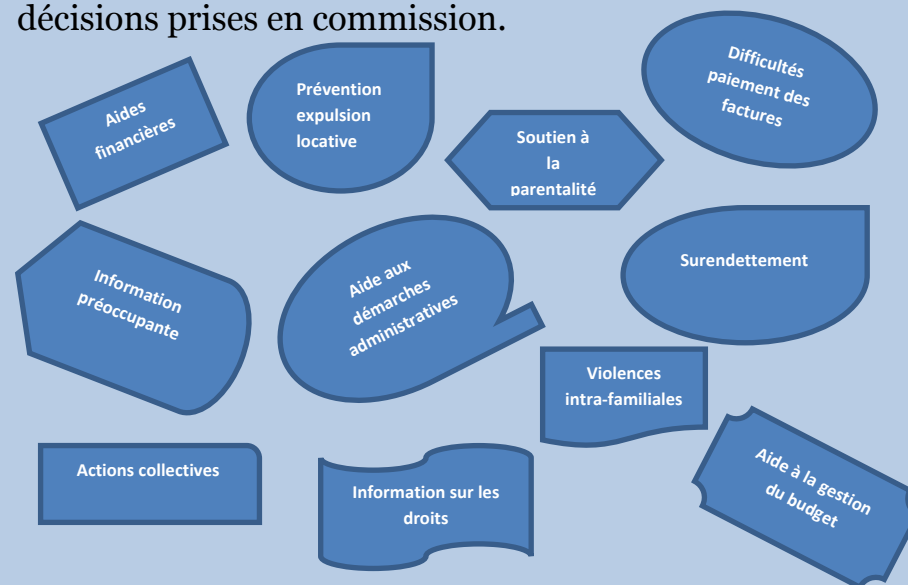 décisions prises en commission.
Aides
financières
Prévention
expulsion
locative
Soutien à
la
parentalité
Difficultés
paiement des
factures
Information
préoccupante
Aide aux
démarches
administratives
Surendettement
Violences
intra-familiales
Actions collectives
Information sur les
droits
Aide à la gestion
du budget